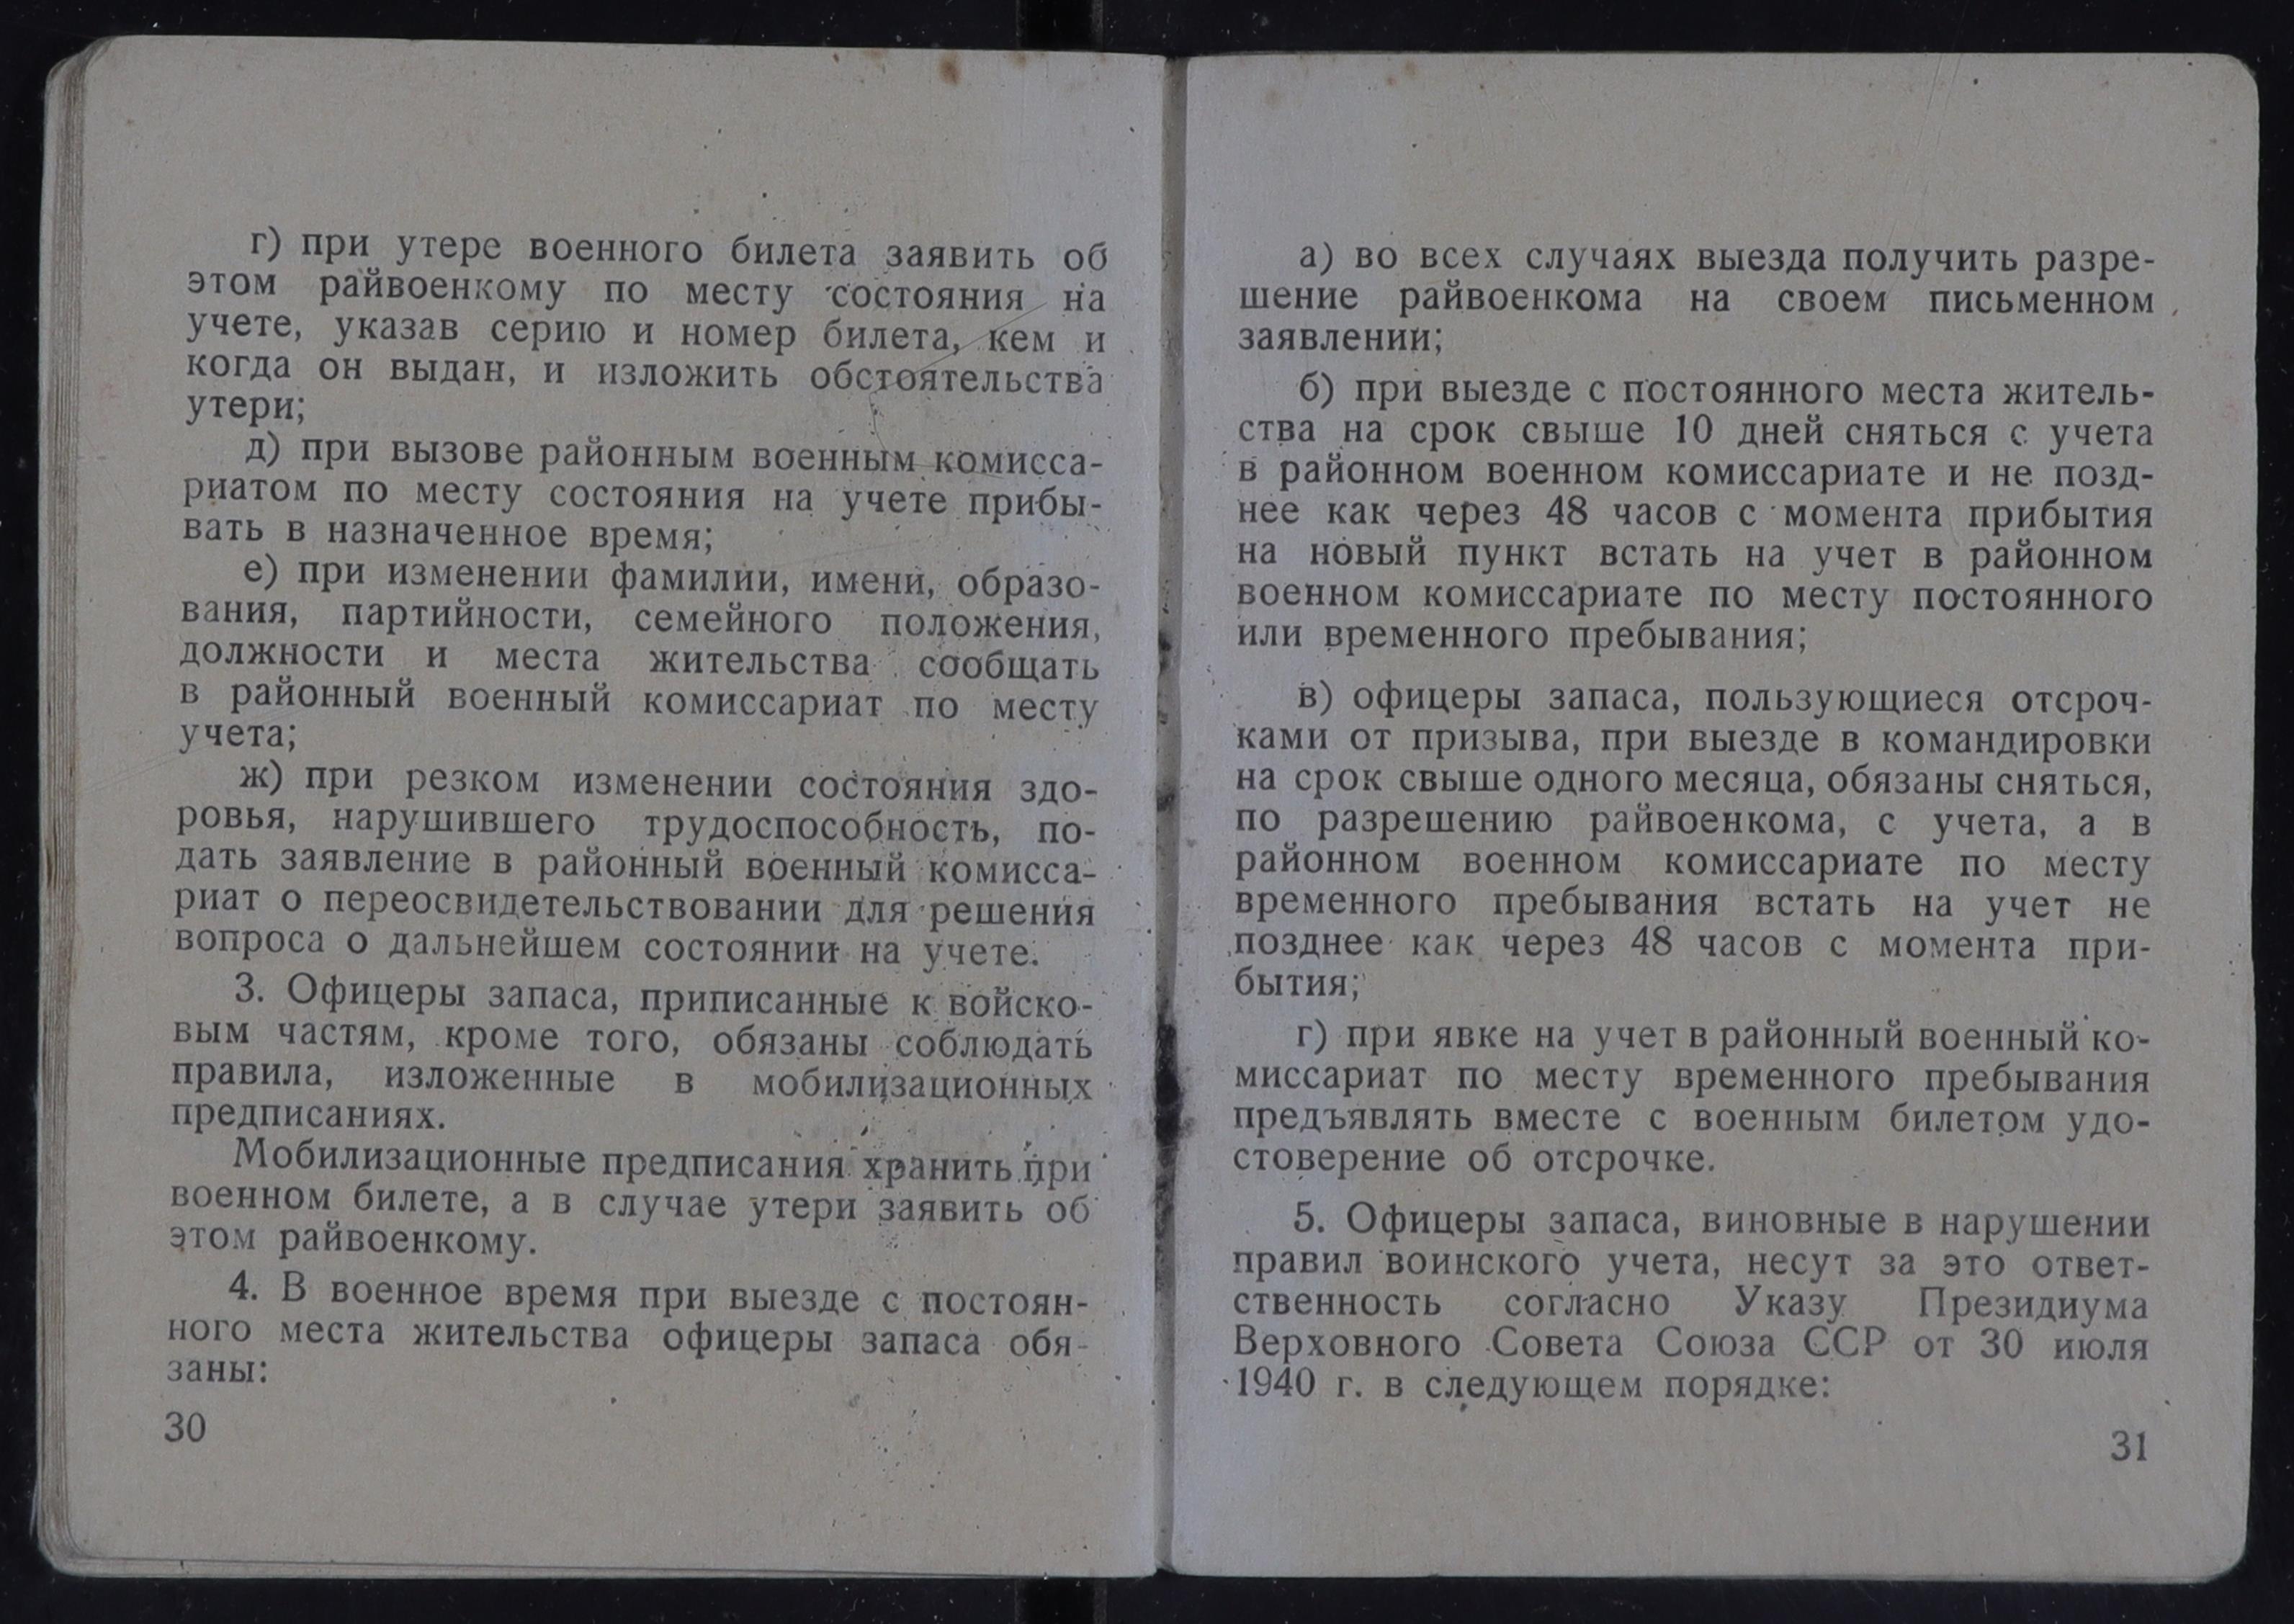 г) при утере военного билета заявить об
этом райвоенкому по месту состояния на
учете, указав серию и номер билета, кем и
когда он выдан, и изложить обстоятельства
утери;
д) при вызове районным военным комисса-
риатом по месту состояния на учете прибы-
вать в назначенное время;
е) при изменении фамилии, имени, образо-
вания, партийности, семейного положения,
должности и места жительства сообщать
в районный военный комиссариат по месту
учета;
ж) при резком изменении состояния здо-
ровья, нарушившего трудоспособность, по-
дать заявление в районный военный комисса-
риат о переосвидетельствовании для решения
вопроса о дальнейшем состоянии на учете.
3. Офицеры запаса, приписанные к войско-
вым частям, кроме того, обязаны соблюдать
правила, изложенные в мобилизационных
предписаниях.
Мобилизационные предписания хранить при
военном билете, а в случае утери заявить об
этом райвоенкому.
4. В военное время при выезде с постоян-
ного места жительства офицеры запаса обя-
заны:
30
а) во всех случаях выезда получить разре-
шение райвоенкома на своем письменном
заявлении;
б) при выезде с постоянного места житель-
ства на срок свыше 10 дней сняться с учета
в районном военном комиссариате и не позд-
нее как через 48 часов с момента прибытия
на новый пункт встать на учет в районном
военном комиссариате по месту постоянного
или временного пребывания;
в) офицеры запаса, пользующиеся отсроч-
ками от призыва, при выезде в командировки
на срок свыше одного месяца, обязаны сняться,
по разрешению райвоенкома, с учета, а в
районном военном комиссариате по месту
временного пребывания встать на учет не
позднее как через 48 часов с момента при-
бытия;
г) при явке на учет в районный военный ко-
миссариат по месту временного пребывания
предъявлять вместе с военным билетом удо-
стоверение об отсрочке.
5. Офицеры запаса, виновные в нарушении
правил воинского учета, несут за это ответ-
ственность согласно Указу Президиума
Верховного Совета Союза ССР от 30 июля
1940 г. в следующем порядке:
31